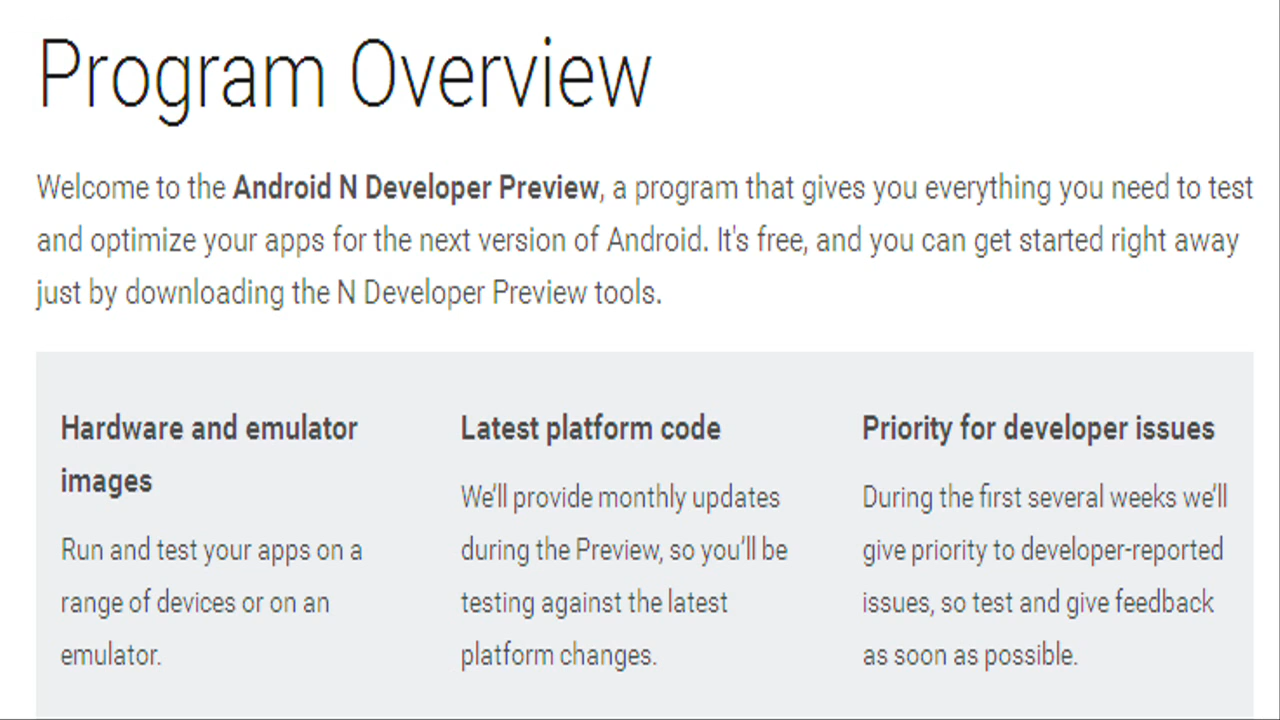 Program Overview
Welcome to the Android N Developer Preview, a program that gives you everything you need to test
and optimize your apps for the next version of Android. It's free, and you can get started right away
just by downloading the N Developer Preview tools.
Hardware and emulator
images
Run and test your apps on a
range of devices or on an
emulator.
Latest platform code
We’ll provide monthly updates
during the Preview, so you’ll be
testing against the latest
platform changes.
Priority for developer issues
During the first several weeks we’ll
give priority to developer-reported
issues, so test and give feedback
as soon as possible.